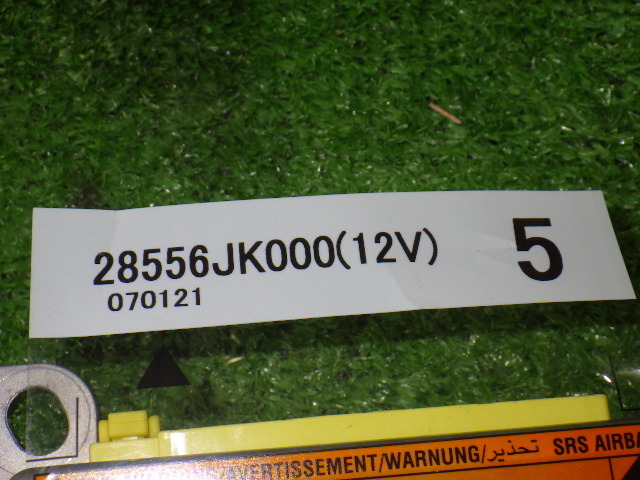 28556JK000(12V) 5
070121
/AVERTISSEMENT/WARNUNG/تحذير SRS AIRBA